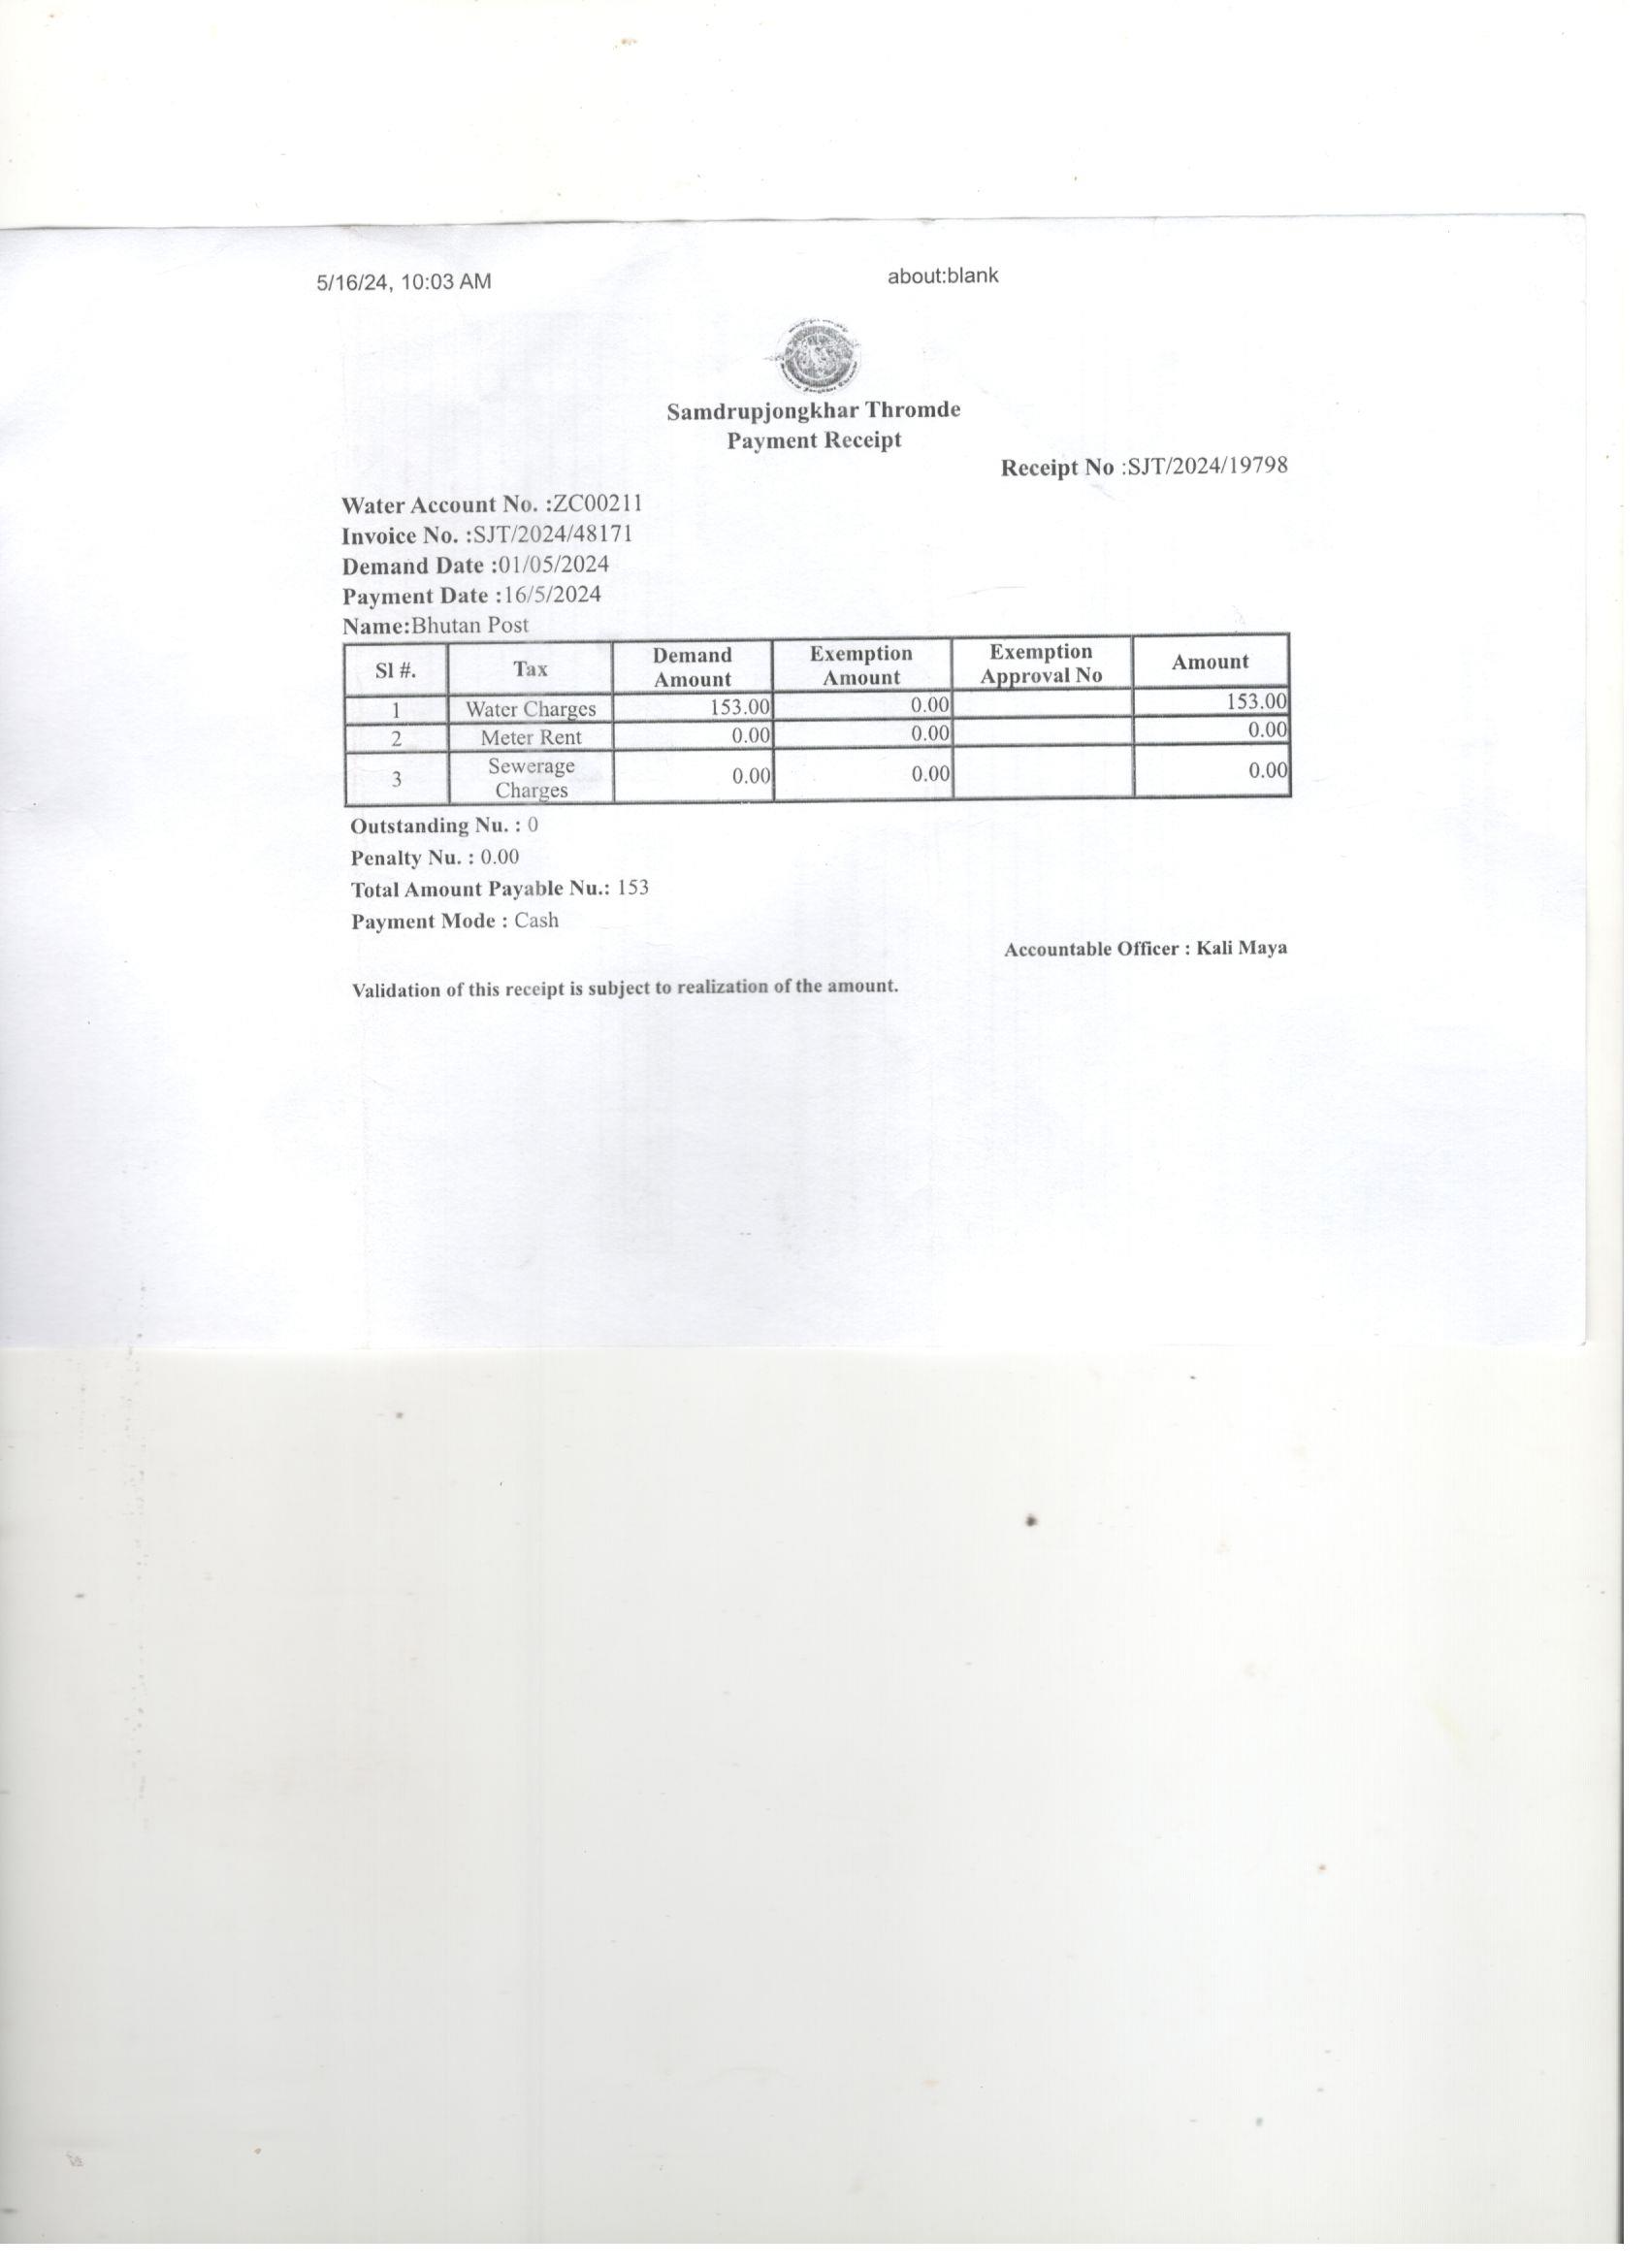 5/16/24, 10:03 AM about:blank
Samdrupjongkhar Thromde
Payment Receipt
Receipt No :SJT/2024/19798
Water Account No. :ZC00211
Invoice No. :SJT/2024/48171
Demand Date :01/05/2024
Payment Date :16/5/2024
Name:Bhutan Post
Sl #. Tax Demand Amount Exemption Amount Exemption Approval No Amount
1 Water Charges 153.00 0.00 153.00
2 Meter Rent 0.00 0.00 0.00
3 Sewerage Charges 0.00 0.00 0.00
Outstanding Nu. : 0
Penalty Nu. : 0.00
Total Amount Payable Nu.: 153
Payment Mode : Cash
Accountable Officer : Kali Maya
Validation of this receipt is subject to realization of the amount.